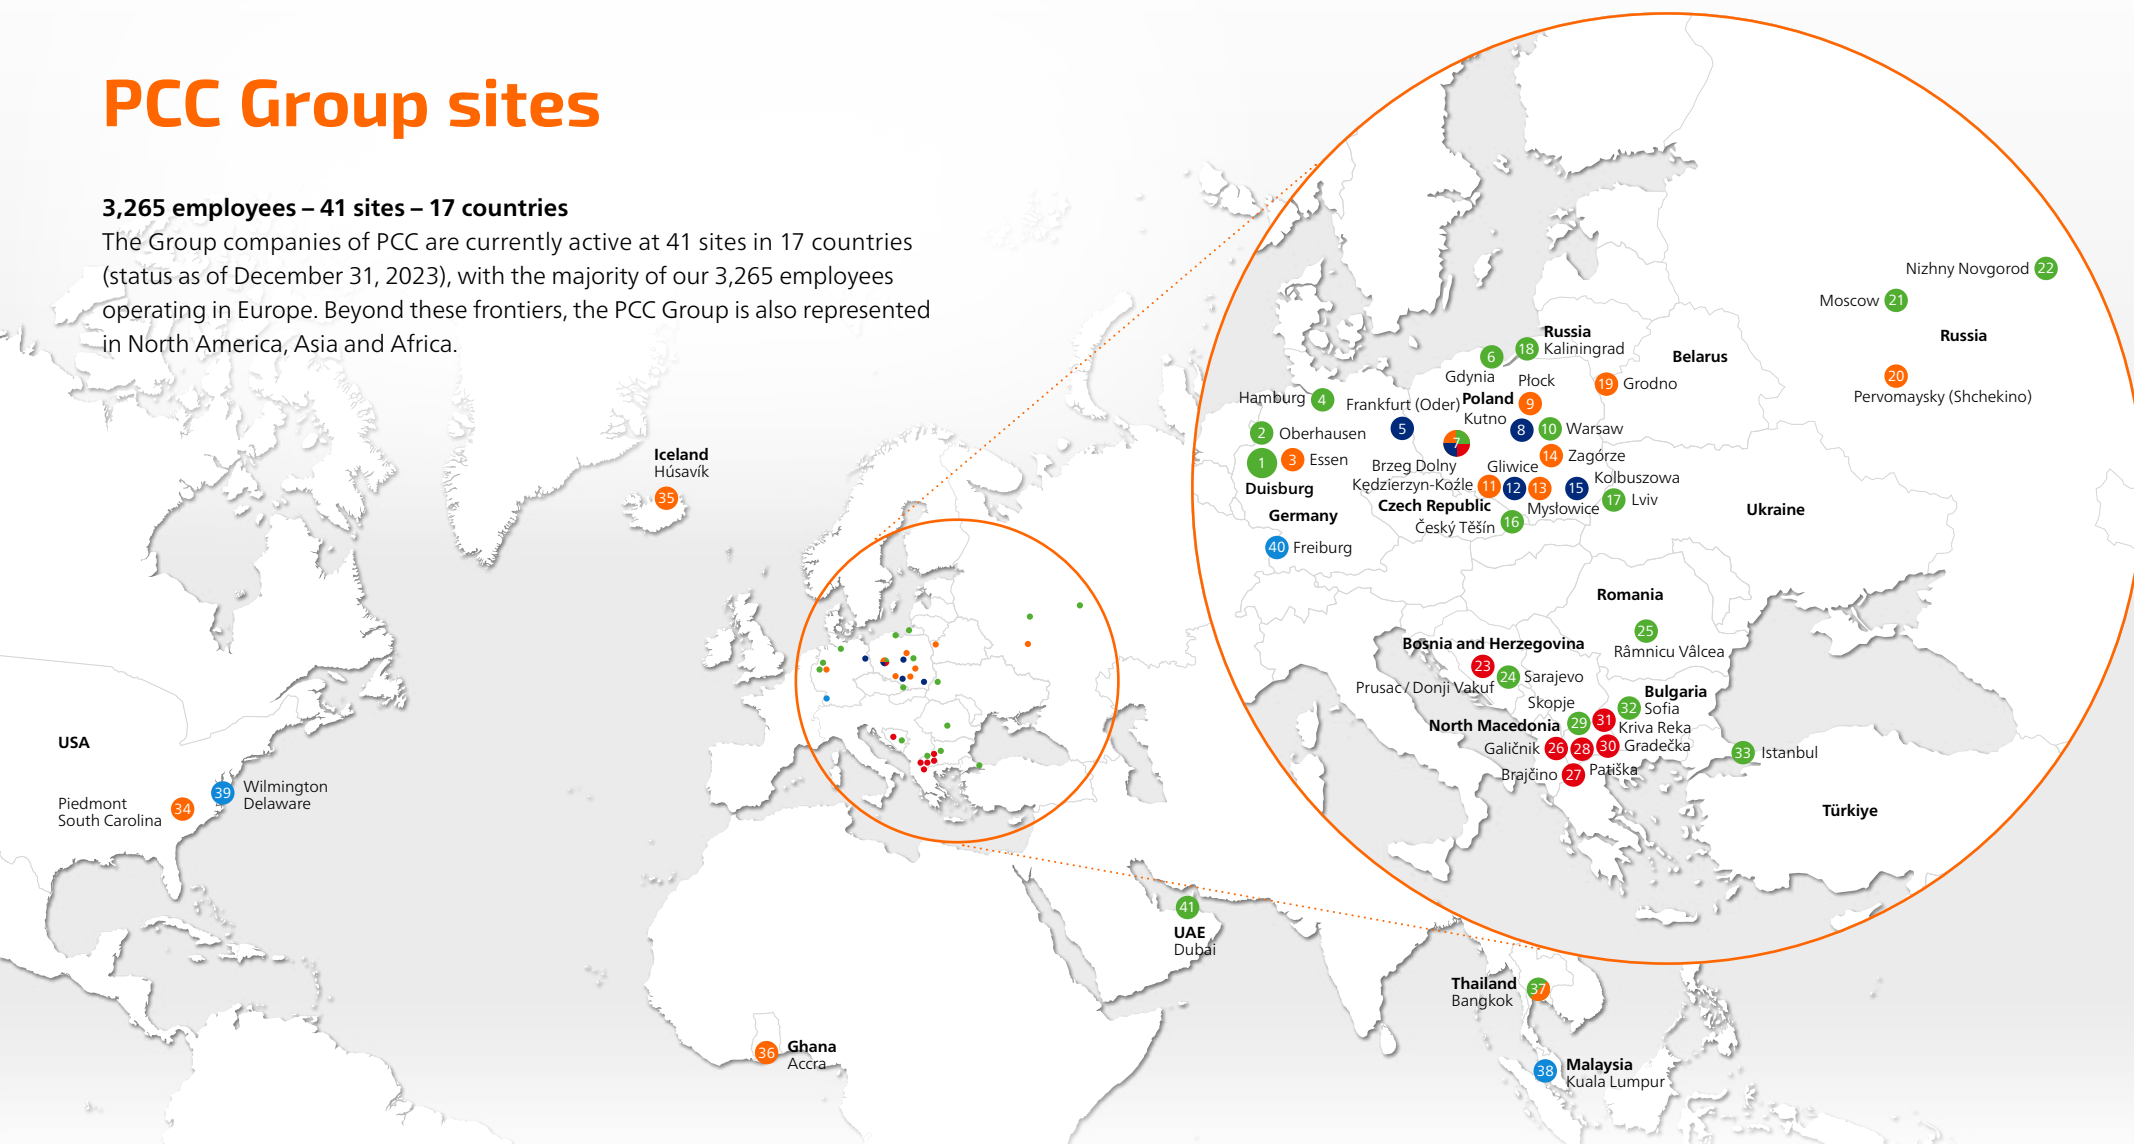 PCC Group sites
3,265 employees – 41 sites – 17 countries
The Group companies of PCC are currently active at 41 sites in 17 countries
(status as of December 31, 2023), with the majority of our 3,265 employees
operating in Europe. Beyond these frontiers, the PCC Group is also represented
in North America, Asia and Africa.
Nizhny Novgorod 22
Moscow 21
Russia
20
Pervomaysky (Shchekino)
Russia
18 Kaliningrad
6
Gdynia
Belarus
19 Grodno
Płock
Poland 9
Hamburg 4
Frankfurt (Oder)
5
Kutno
8 10 Warsaw
2 Oberhausen
7
Brzeg Dolny
1 3 Essen
Duisburg
Germany
14 Zagórze
Gliwice
Kędzierzyn-Koźle 11 12 13
Mysłowice
Kolbuszowa
15
17 Lviv
Czech Republic
Český Těšín 16
Ukraine
40 Freiburg
Romania
25
Râmnicu Vâlcea
Bosnia and Herzegovina
23
Prusac / Donji Vakuf
24 Sarajevo
Bulgaria
32 Sofia
Skopje
North Macedonia 29 31
Kriva Reka
Galičnik 26 28 30 Gradečka
Brajčino 27 Patiška
33 Istanbul
Türkiye
Iceland
Húsavík
35
USA
39 Wilmington
Delaware
Piedmont
South Carolina 34
41
UAE
Dubai
Thailand
Bangkok 37
36 Ghana
Accra
38 Malaysia
Kuala Lumpur